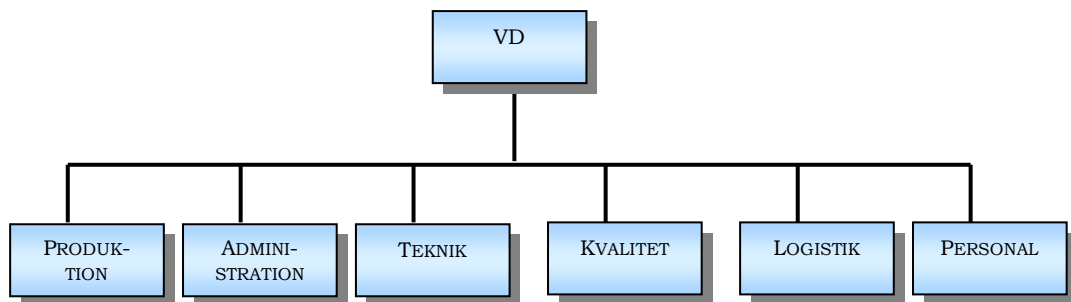 VD
PRODUK-
TION
ADMINI-
STRATION
TEKNIK
KVALITET
LOGISTIK
PERSONAL